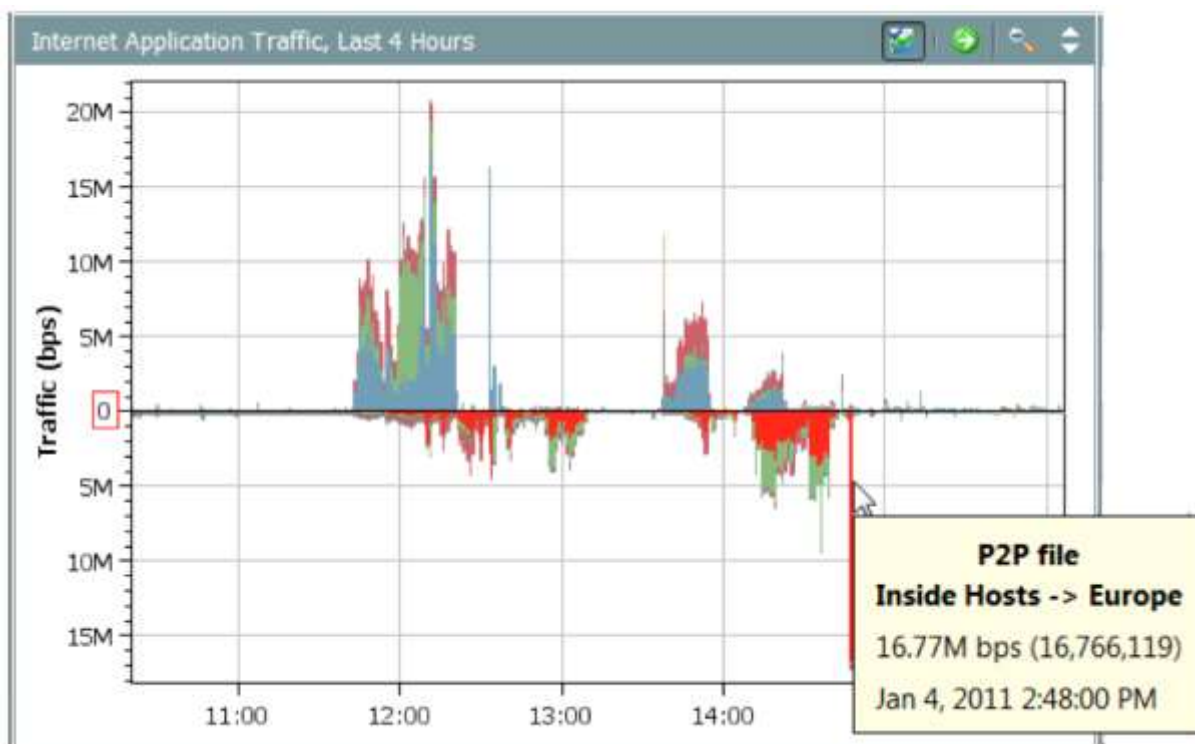 Internet Application Traffic, Last 4 Hours
20M
15M
10M
5M
0
5M
10M
15M
Traffic (bps)
11:00
12:00
13:00
14:00
P2P file
Inside Hosts -> Europe
16.77M bps (16,766,119)
Jan 4, 2011 2:48:00 PM